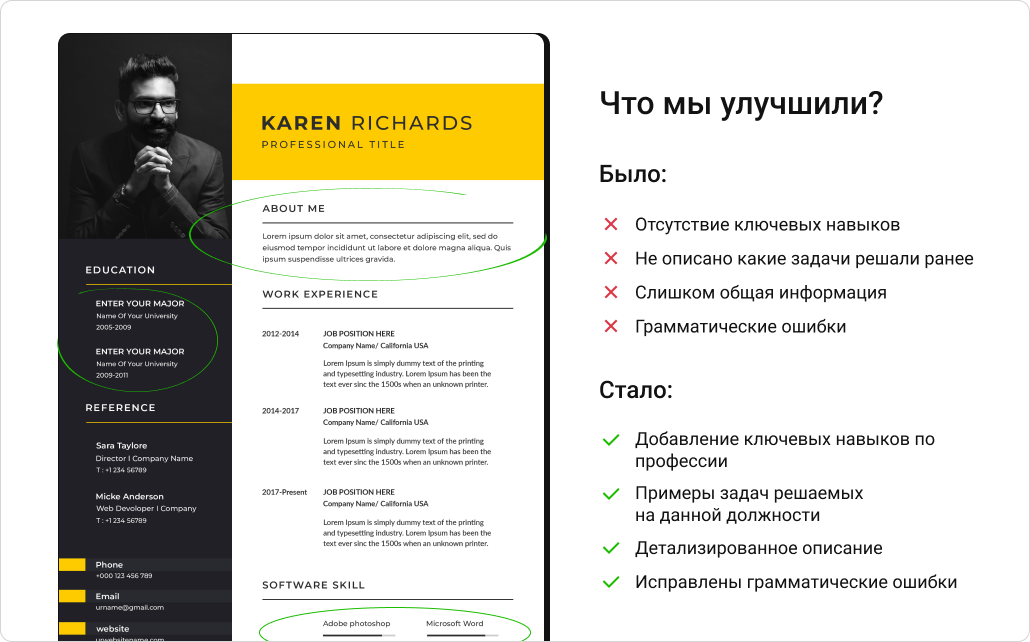 KAREN RICHARDS
PROFESSIONAL TITLE
ABOUT ME
Lorem ipsum dolor sit amet, consectetur adipiscing elit, sed do
eiusmod tempor incididunt ut labore et dolore magna aliqua. Quis
ipsum suspendisse ultrices gravida.
EDUCATION
ENTER YOUR MAJOR
Name Of Your University
2005-2009
ENTER YOUR MAJOR
Name Of Your University
2009-2011
REFERENCE
Sara Taylore
Director I Company Name
T : +1 234 56789
Micke Anderson
Web Devoloper I Company
T : +1 234 56789
Phone
+000 123 456 789
Email
urname@gmail.com
website
urwebsitename.com
WORK EXPERIENCE
2012-2014
JOB POSITION HERE
Company Name/ California USA
Lorem Ipsum is simply dummy text of the printing
and typesetting industry. Lorem Ipsum has been the
text ever sinc the 1500s when an unknown printer.
2014-2017
JOB POSITION HERE
Company Name/ California USA
Lorem Ipsum is simply dummy text of the printing
and typesetting industry. Lorem Ipsum has been the
text ever sinc the 1500s when an unknown printer.
2017-Present
JOB POSITION HERE
Company Name/ California USA
Lorem Ipsum is simply dummy text of the printing
and typesetting industry. Lorem Ipsum has been the
text ever sinc the 1500s when an unknown printer.
SOFTWARE SKILL
Adobe photoshop
Microsoft Word
Что мы улучшили?
Было:
Отсутствие ключевых навыков
Не описано какие задачи решали ранее
Слишком общая информация
Грамматические ошибки
Стало:
Добавление ключевых навыков по
профессии
Примеры задач решаемых
на данной должности
Детализированное описание
Исправлены грамматические ошибки